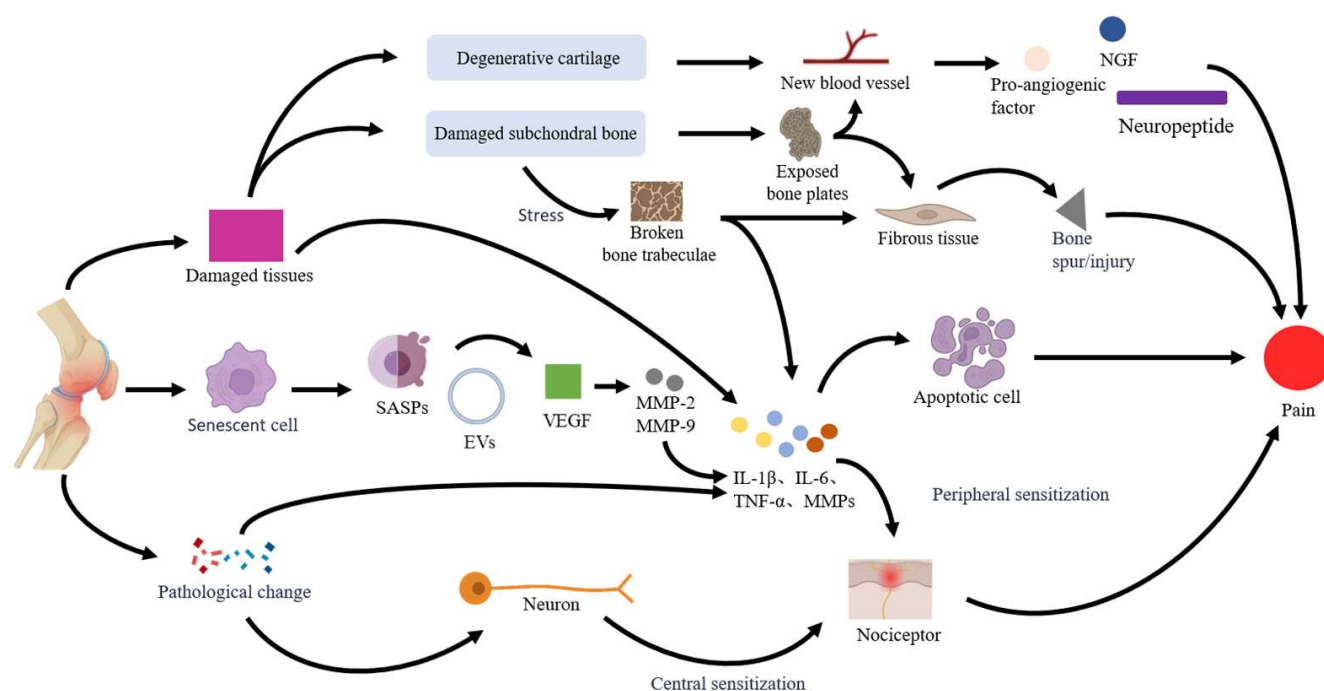 Degenerative cartilage
New blood vessel
Pro-angiogenic
factor
NGF
Neuropeptide
Damaged subchondral bone
Exposed
bone plates
Stress
Broken
bone trabeculae
Fibrous tissue
Bone
spur/injury
Damaged tissues
Senescent cell
SASPs
EVs
VEGF
MMP-2
MMP-9
IL-1β、IL-6、
TNF-α、MMPs
Apoptotic cell
Pain
Peripheral sensitization
Pathological change
Neuron
Nociceptor
Central sensitization